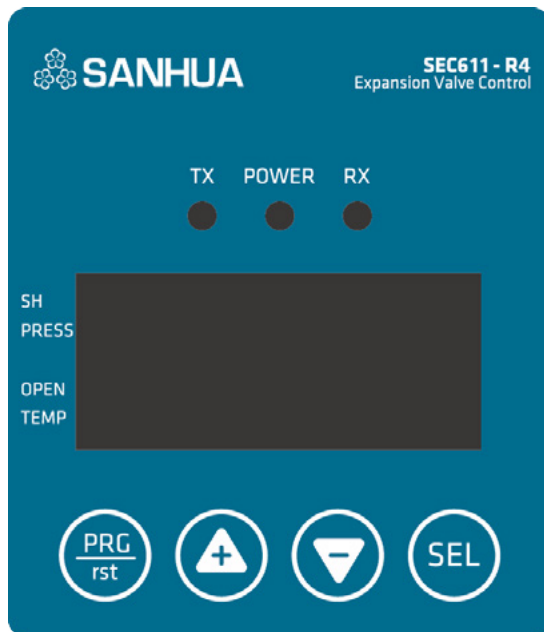 SANHUA
SEC611 - R4
Expansion Valve Control
TX POWER RX
SH
PRESS
OPEN
TEMP
PRG
rst
+
-
SEL